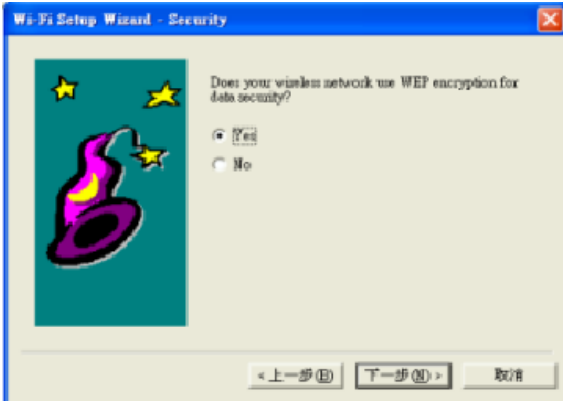 Wi-Fi Setup Wizard - Security
Does your wireless network use WEP encryption for
data security?
Yes
No
<上一步(B)
下一步(N)>
取消